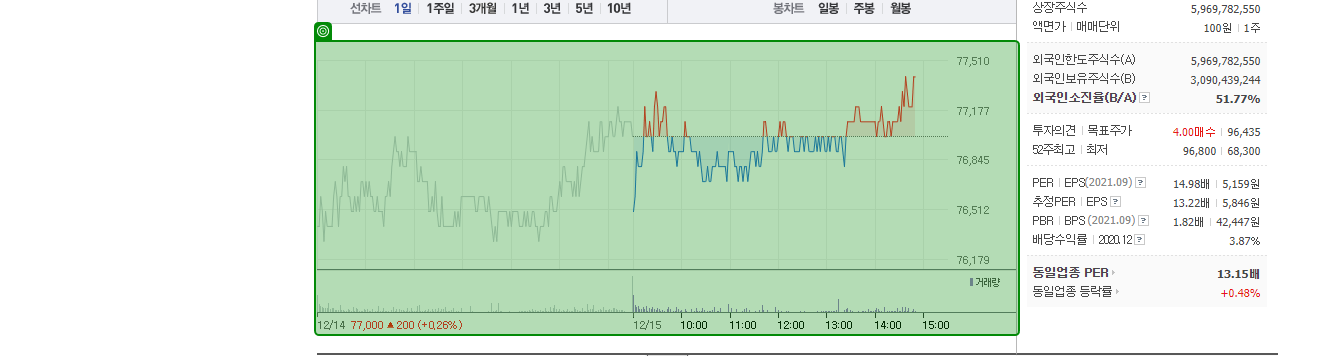 선차트 1일 1주일 3개월 1년 3년 5년 10년 봉차트 일봉 주봉 월봉
77,510
77,177
76,845
76,512
76,179
거래량
12/14 77,000 ▲ 200 (+0.26%) 12/15 10:00 11:00 12:00 13:00 14:00 15:00
상장주식수 5,969,782,550
액면가 | 매매단위 100원 | 1주
외국인한도주식수(A) 5,969,782,550
외국인보유주식수(B) 3,090,439,244
외국인소진율(B/A) ? 51.77%
투자의견 | 목표주가 4.00매수 | 96,435
52주최고 | 최저 96,800 | 68,300
PER | EPS(2021.09) ? 14.98배 | 5,159원
추정PER | EPS ? 13.22배 | 5,846원
PBR | BPS (2021.09) ? 1.82배 | 42,447원
배당수익률 | 2020.12 ? 3.87%
동일업종 PER 13.15배
동일업종 등락률 +0.48%